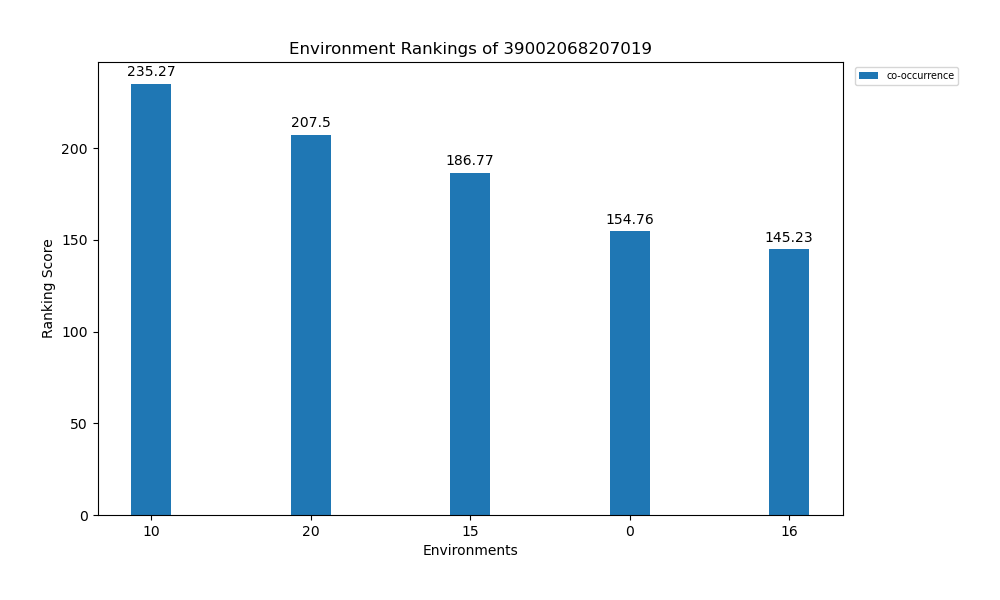 Environment Rankings of 39002068207019
co-occurrence
235.27
207.5
186.77
154.76
145.23
200
150
100
50
0
Ranking Score
10 20 15 0 16
Environments